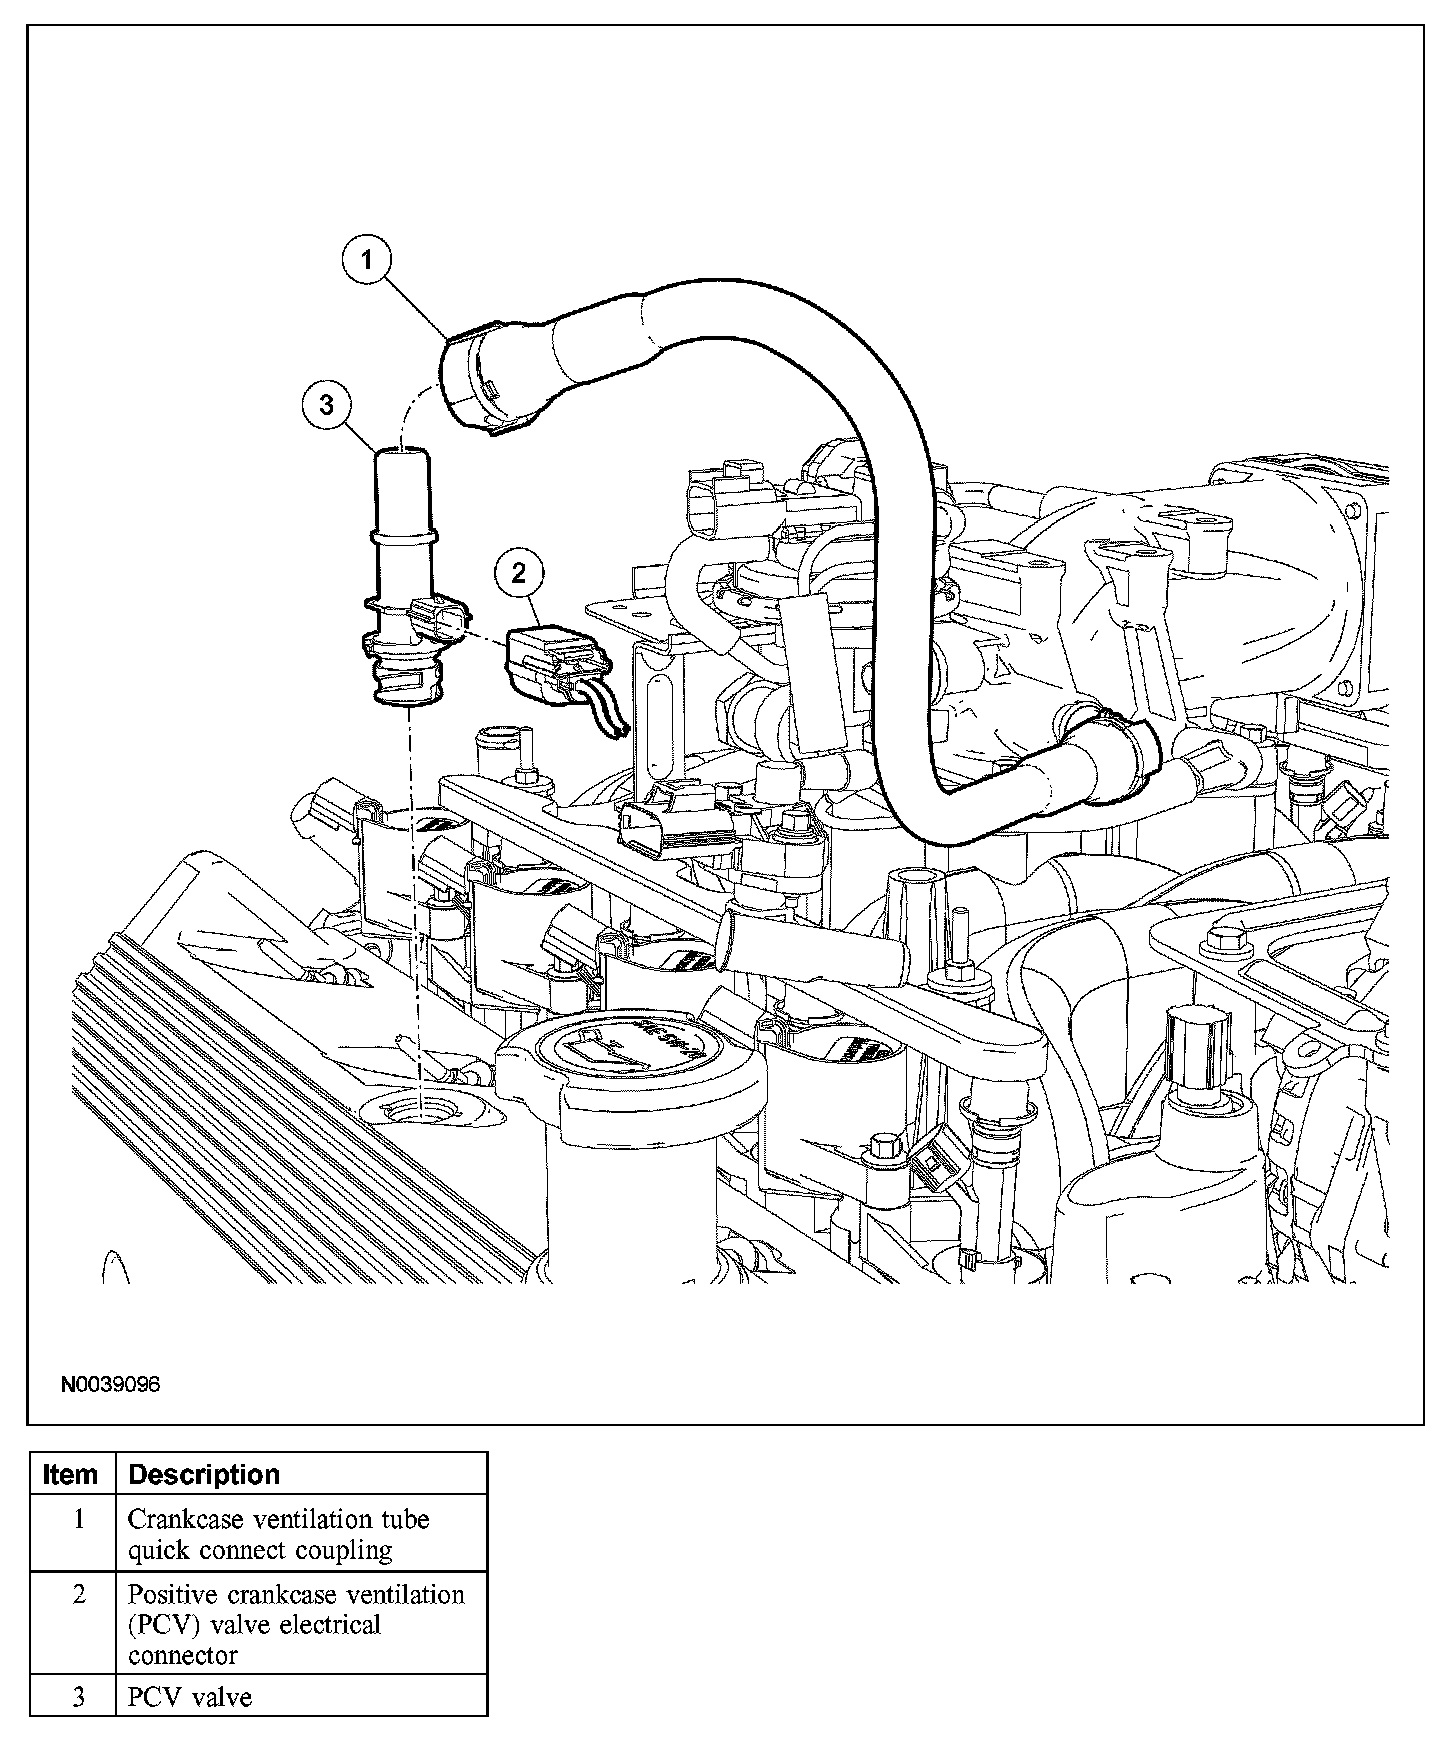 1
3
2
N0039096
Item Description
1 Crankcase ventilation tube
quick connect coupling
2 Positive crankcase ventilation
(PCV) valve electrical
connector
3 PCV valve